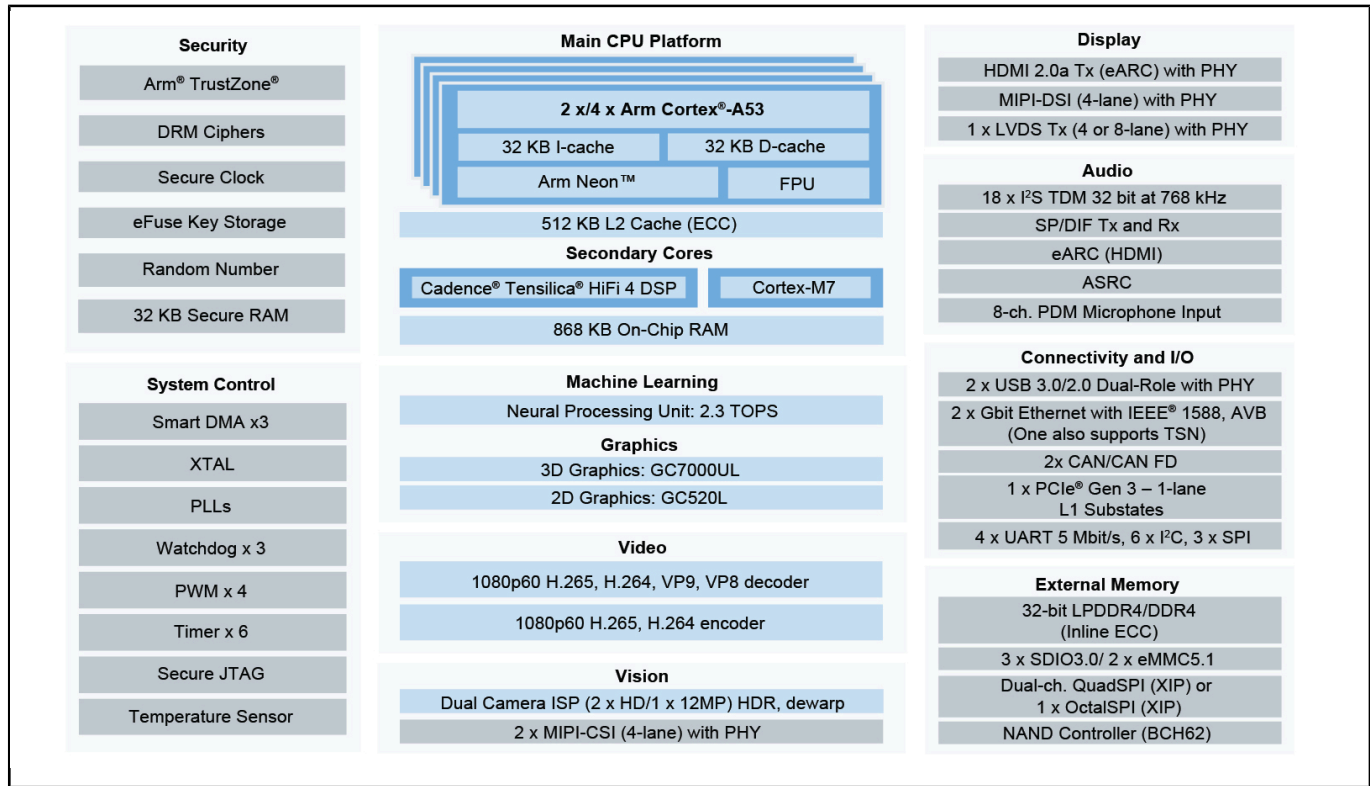 Security
Arm® TrustZone®
DRM Ciphers
Secure Clock
eFuse Key Storage
Random Number
32 KB Secure RAM
System Control
Smart DMA x3
XTAL
PLLs
Watchdog x 3
PWM x 4
Timer x 6
Secure JTAG
Temperature Sensor
Main CPU Platform
2 x/4 x Arm Cortex®-A53
32 KB I-cache
32 KB D-cache
Arm Neon™
FPU
512 KB L2 Cache (ECC)
Secondary Cores
Cadence® Tensilica® HiFi 4 DSP
Cortex-M7
868 KB On-Chip RAM
Machine Learning
Neural Processing Unit: 2.3 TOPS
Graphics
3D Graphics: GC7000UL
2D Graphics: GC520L
Video
1080p60 H.265, H.264, VP9, VP8 decoder
1080p60 H.265, H.264 encoder
Vision
Dual Camera ISP (2 x HD/1 x 12MP) HDR, dewarp
2 x MIPI-CSI (4-lane) with PHY
Display
HDMI 2.0a Tx (eARC) with PHY
MIPI-DSI (4-lane) with PHY
1 x LVDS Tx (4 or 8-lane) with PHY
Audio
18 x I²S TDM 32 bit at 768 kHz
SP/DIF Tx and Rx
eARC (HDMI)
ASRC
8-ch. PDM Microphone Input
Connectivity and I/O
2 x USB 3.0/2.0 Dual-Role with PHY
2 x Gbit Ethernet with IEEE® 1588, AVB
(One also supports TSN)
2x CAN/CAN FD
1 x PCIe® Gen 3 – 1-lane
L1 Substates
4 x UART 5 Mbit/s, 6 x I²C, 3 x SPI
External Memory
32-bit LPDDR4/DDR4
(Inline ECC)
3 x SDIO3.0/ 2 x eMMC5.1
Dual-ch. QuadSPI (XIP) or
1 x OctalSPI (XIP)
NAND Controller (BCH62)